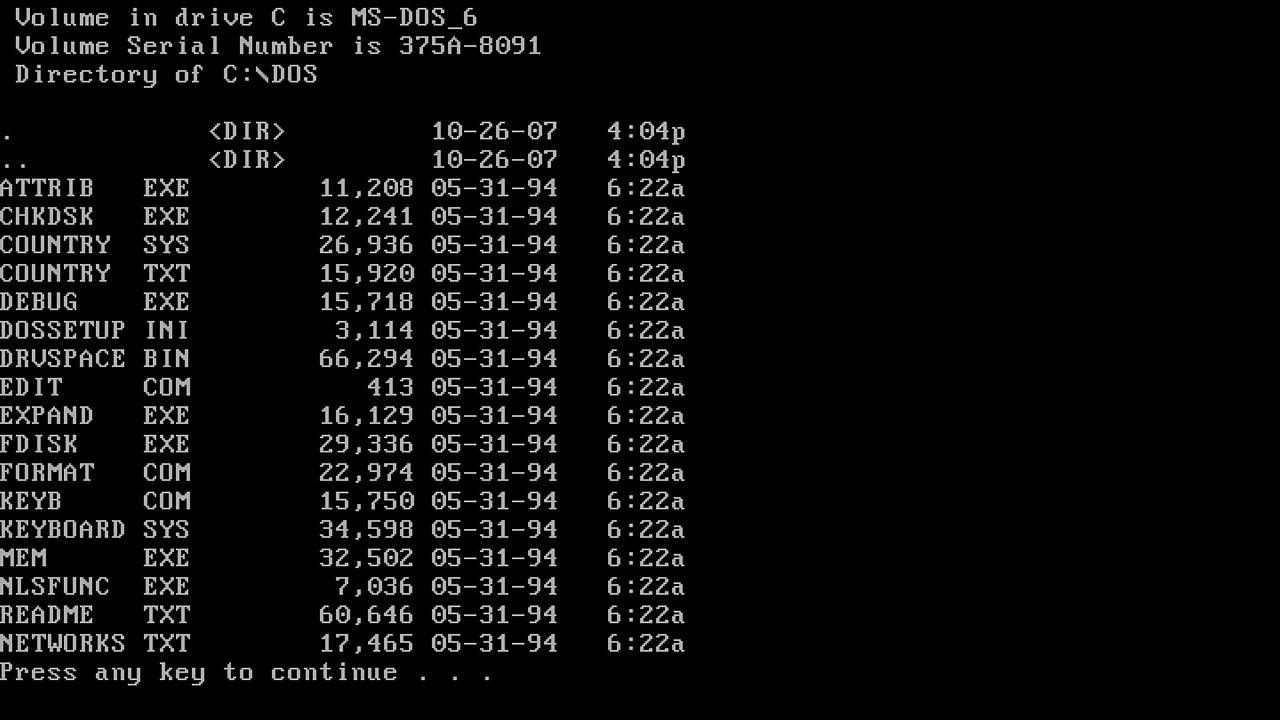 Volume in drive C is MS-DOS_6
Volume Serial Number is 375A-8091
Directory of C:\DOS
. <DIR> 10-26-07 4:04p
.. <DIR> 10-26-07 4:04p
ATTRIB EXE 11,208 05-31-94 6:22a
CHKDSK EXE 12,241 05-31-94 6:22a
COUNTRY SYS 26,936 05-31-94 6:22a
COUNTRY TXT 15,920 05-31-94 6:22a
DEBUG EXE 15,718 05-31-94 6:22a
DOSSETUP INI 3,114 05-31-94 6:22a
DRVSPACE BIN 66,294 05-31-94 6:22a
EDIT COM 413 05-31-94 6:22a
EXPAND EXE 16,129 05-31-94 6:22a
FDISK EXE 29,336 05-31-94 6:22a
FORMAT COM 22,974 05-31-94 6:22a
KEYB COM 15,750 05-31-94 6:22a
KEYBOARD SYS 34,598 05-31-94 6:22a
MEM EXE 32,502 05-31-94 6:22a
NLSFUNC EXE 7,036 05-31-94 6:22a
README TXT 60,646 05-31-94 6:22a
NETWORKS TXT 17,465 05-31-94 6:22a
Press any key to continue . . .